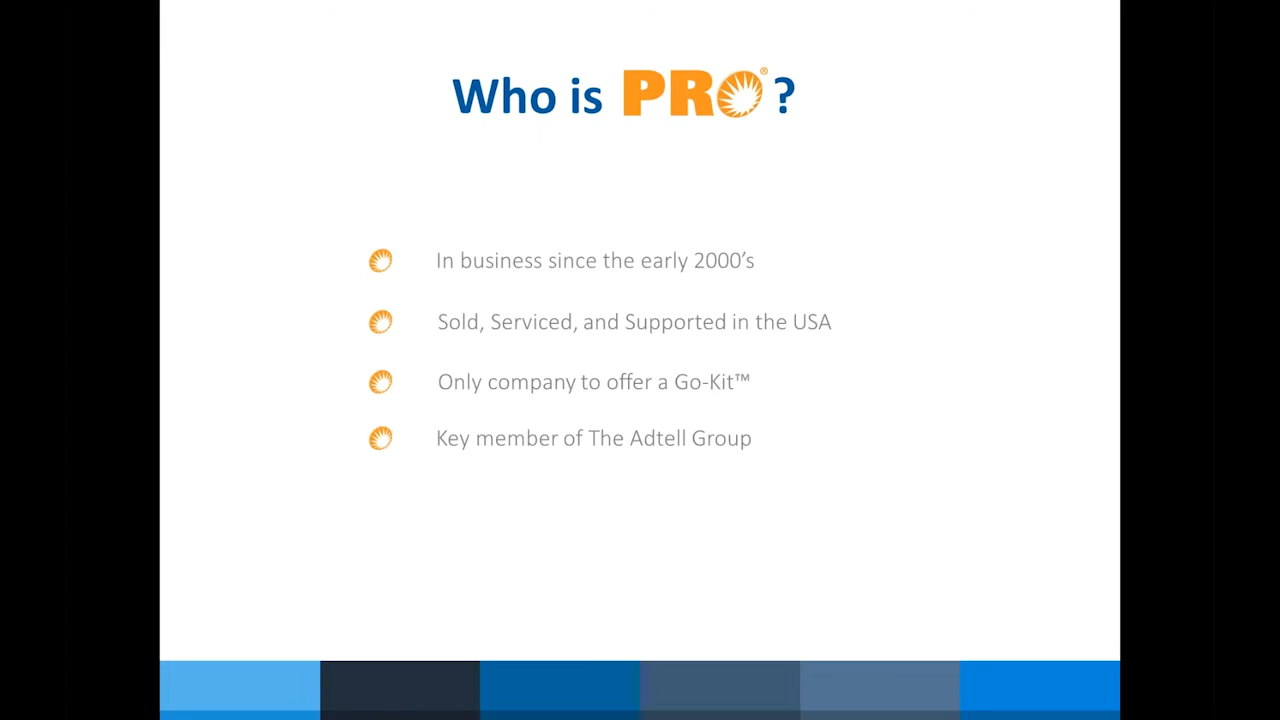 Who is PRO®?
In business since the early 2000’s
Sold, Serviced, and Supported in the USA
Only company to offer a Go-Kit™
Key member of The Adtell Group